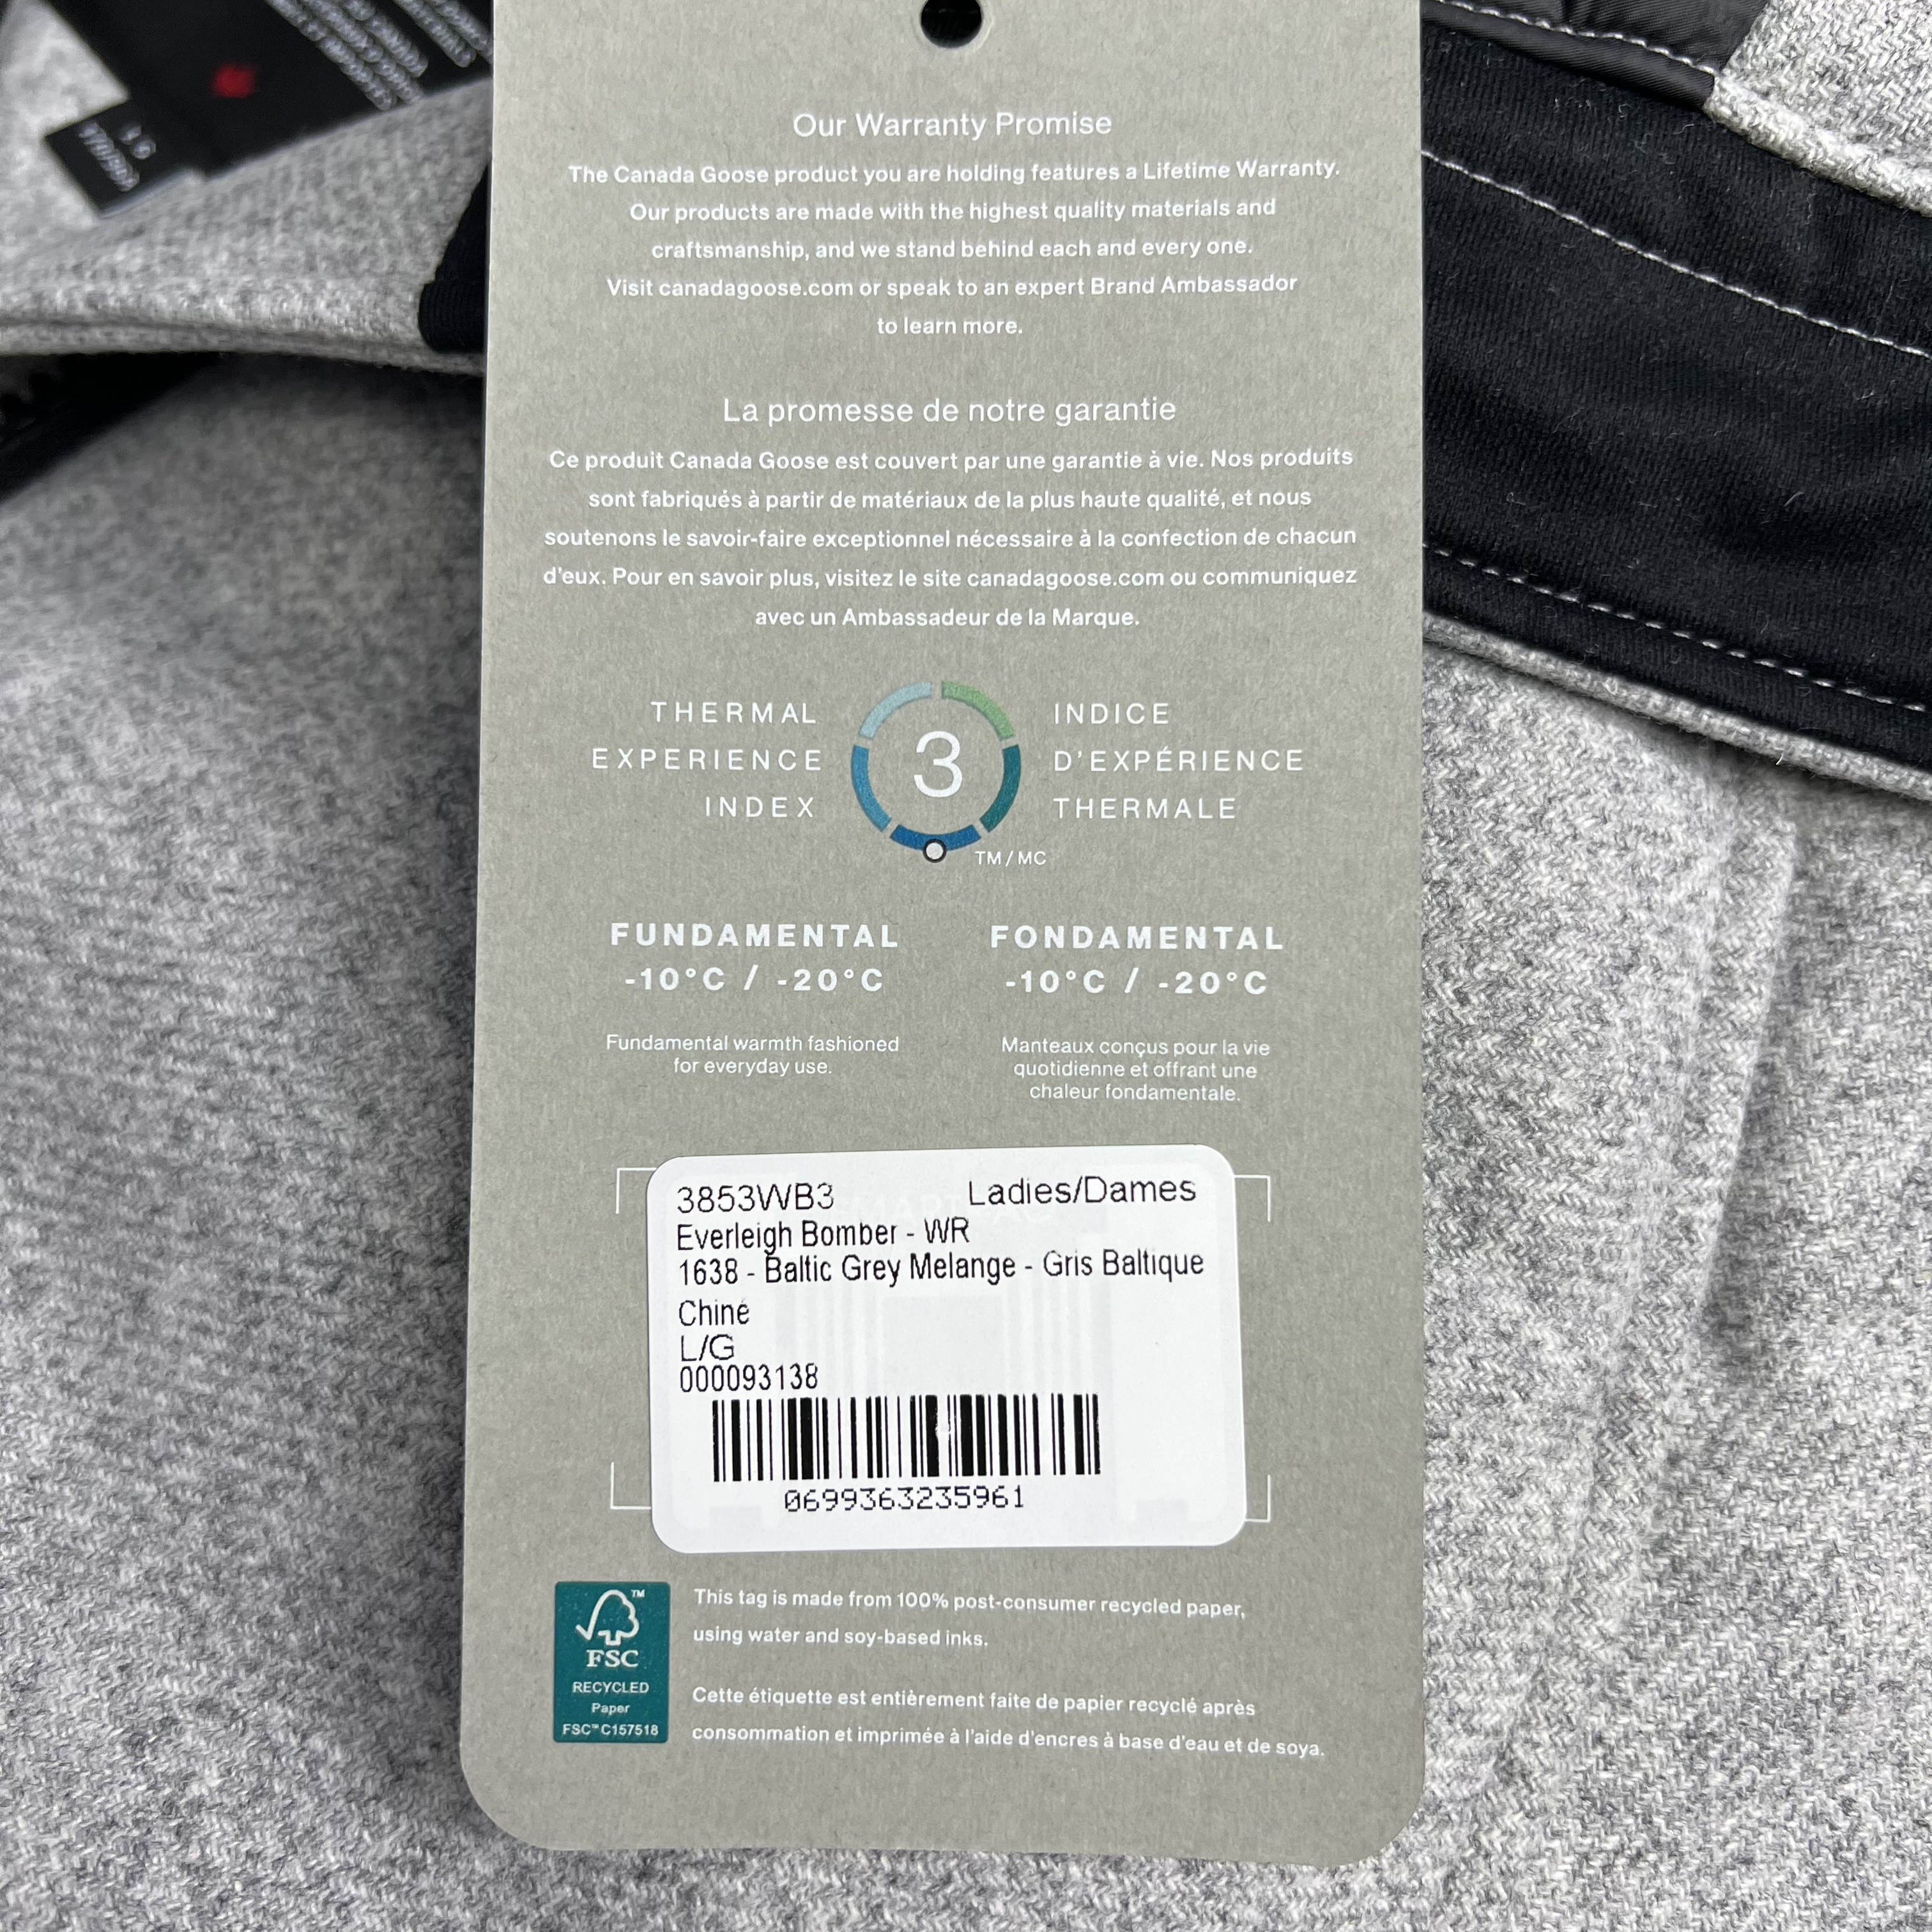 Our Warranty Promise
The Canada Goose product you are holding features a Lifetime Warranty.
Our products are made with the highest quality materials and
craftsmanship, and we stand behind each and every one.
Visit canadagoose.com or speak to an expert Brand Ambassador
to learn more.
La promesse de notre garantie
Ce produit Canada Goose est couvert par une garantie à vie. Nos produits
sont fabriqués à partir de matériaux de la plus haute qualité, et nous
soutenons le savoir-faire exceptionnel nécessaire à la confection de chacun
d'eux. Pour en savoir plus, visitez le site canadagoose.com ou communiquez
avec un Ambassadeur de la Marque.
THERMAL
EXPERIENCE
INDEX
3
TM/MC
INDICE
D'EXPÉRIENCE
THERMALE
FUNDAMENTAL
-10°C / -20°C
Fundamental warmth fashioned
for everyday use.
FONDAMENTAL
-10°C / -20°C
Manteaux conçus pour la vie
quotidienne et offrant une
chaleur fondamentale.
3853WB3 Ladies/Dames
Everleigh Bomber - WR
1638 - Baltic Grey Melange - Gris Baltique
Chiné
L/G
000093138
0699363235961
TM
FSC
RECYCLED
Paper
FSC™ C157518
This tag is made from 100% post-consumer recycled paper,
using water and soy-based inks.
Cette étiquette est entièrement faite de papier recyclé après
consommation et imprimée à l'aide d'encres à base d'eau et de soya.